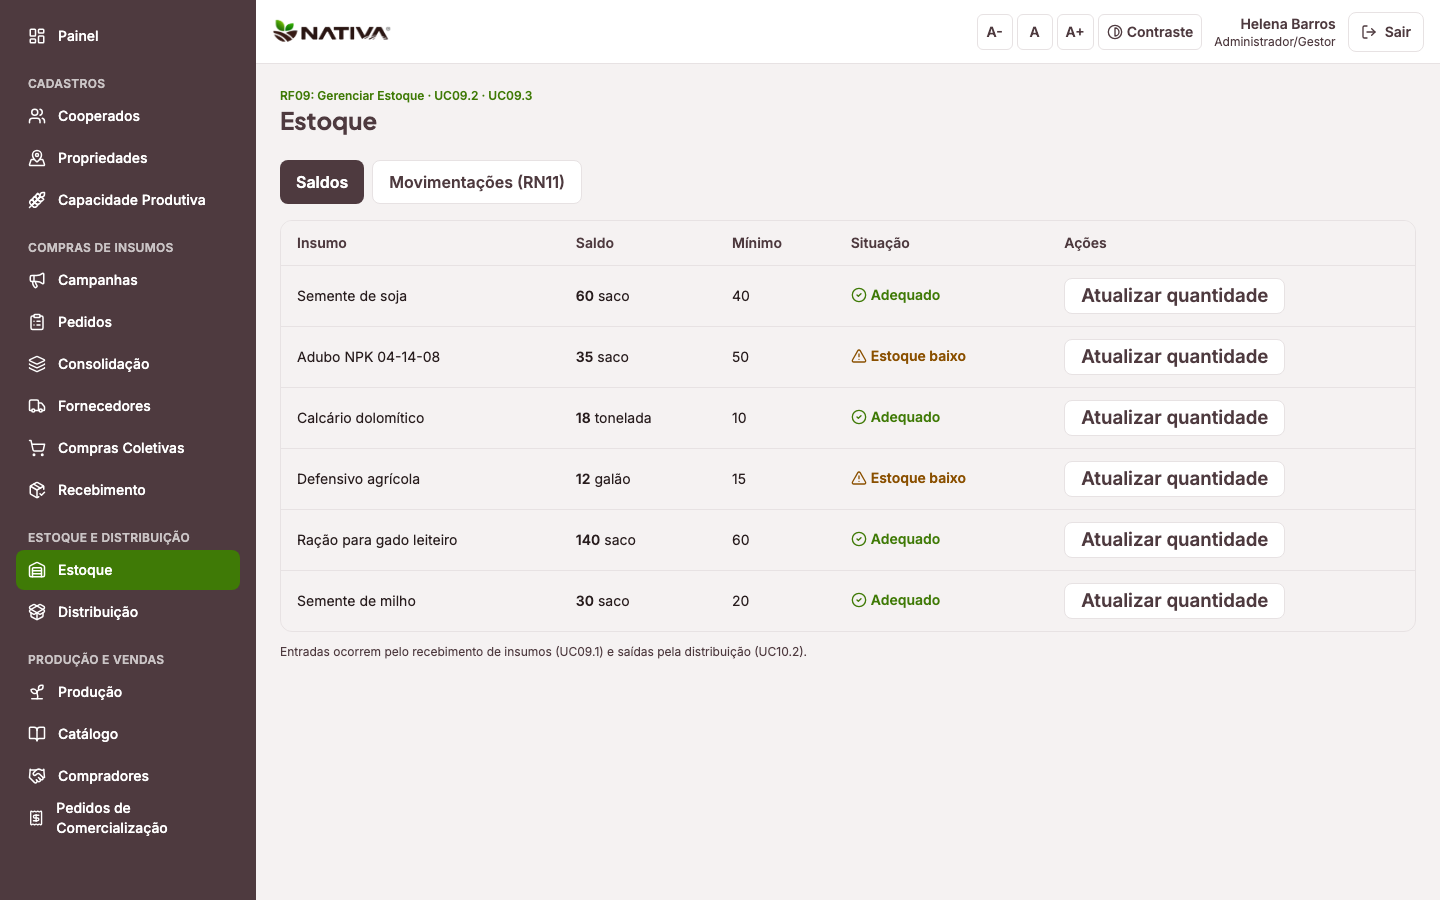 Painel
CADASTROS
Cooperados
Propriedades
Capacidade Produtiva
COMPRAS DE INSUMOS
Campanhas
Pedidos
Consolidação
Fornecedores
Compras Coletivas
Recebimento
ESTOQUE E DISTRIBUIÇÃO
Estoque
Distribuição
PRODUÇÃO E VENDAS
Produção
Catálogo
Compradores
Pedidos de
Comercialização
NATIVA
A- A A+ Contraste
Helena Barros
Administrador/Gestor
Sair
RF09: Gerenciar Estoque · UC09.2 · UC09.3
Estoque
Saldos Movimentações (RN11)
Insumo Saldo Mínimo Situação Ações
Semente de soja 60 saco 40 Adequado Atualizar quantidade
Adubo NPK 04-14-08 35 saco 50 Estoque baixo Atualizar quantidade
Calcário dolomítico 18 tonelada 10 Adequado Atualizar quantidade
Defensivo agrícola 12 galão 15 Estoque baixo Atualizar quantidade
Ração para gado leiteiro 140 saco 60 Adequado Atualizar quantidade
Semente de milho 30 saco 20 Adequado Atualizar quantidade
Entradas ocorrem pelo recebimento de insumos (UC09.1) e saídas pela distribuição (UC10.2).